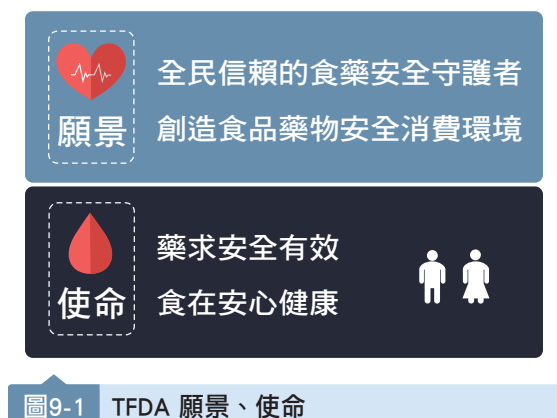 願景
全民信賴的食藥安全守護者
創造食品藥物安全消費環境
使命
藥求安全有效
食在安心健康
圖9-1 TFDA 願景、使命